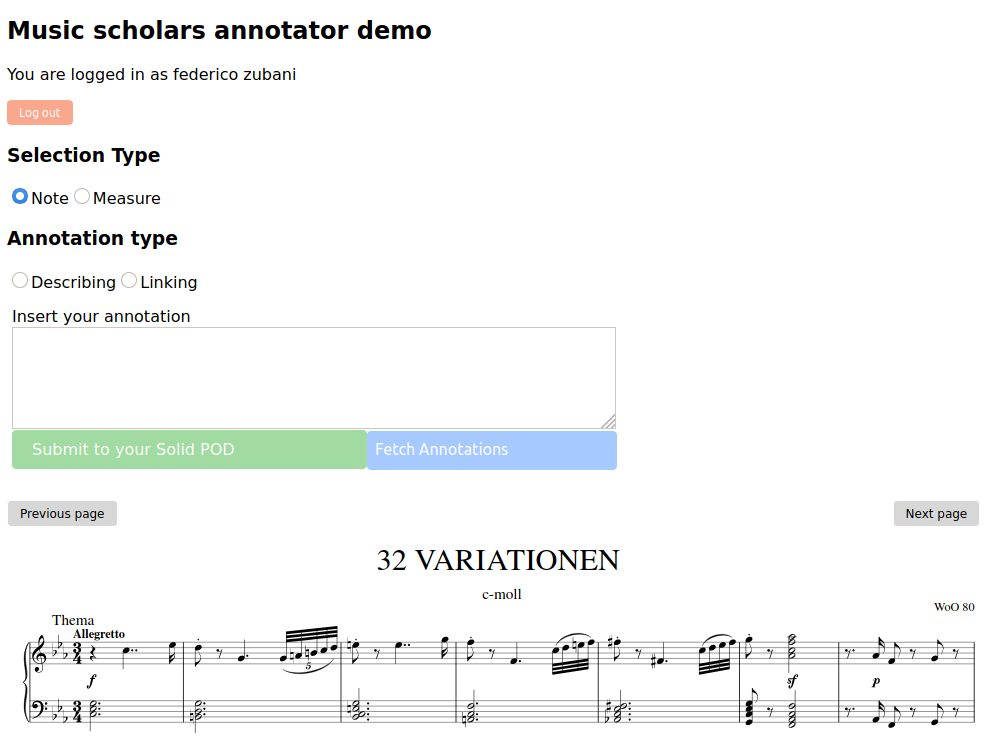 Music scholars annotator demo
You are logged in as federico zubani
Log out
Selection Type
Note Measure
Annotation type
Describing Linking
Insert your annotation
Submit to your Solid POD Fetch Annotations
Previous page Next page
32 VARIATIONEN
c-moll
WoO 80
Thema
Allegretto
3 4
5
f sf p
3 4